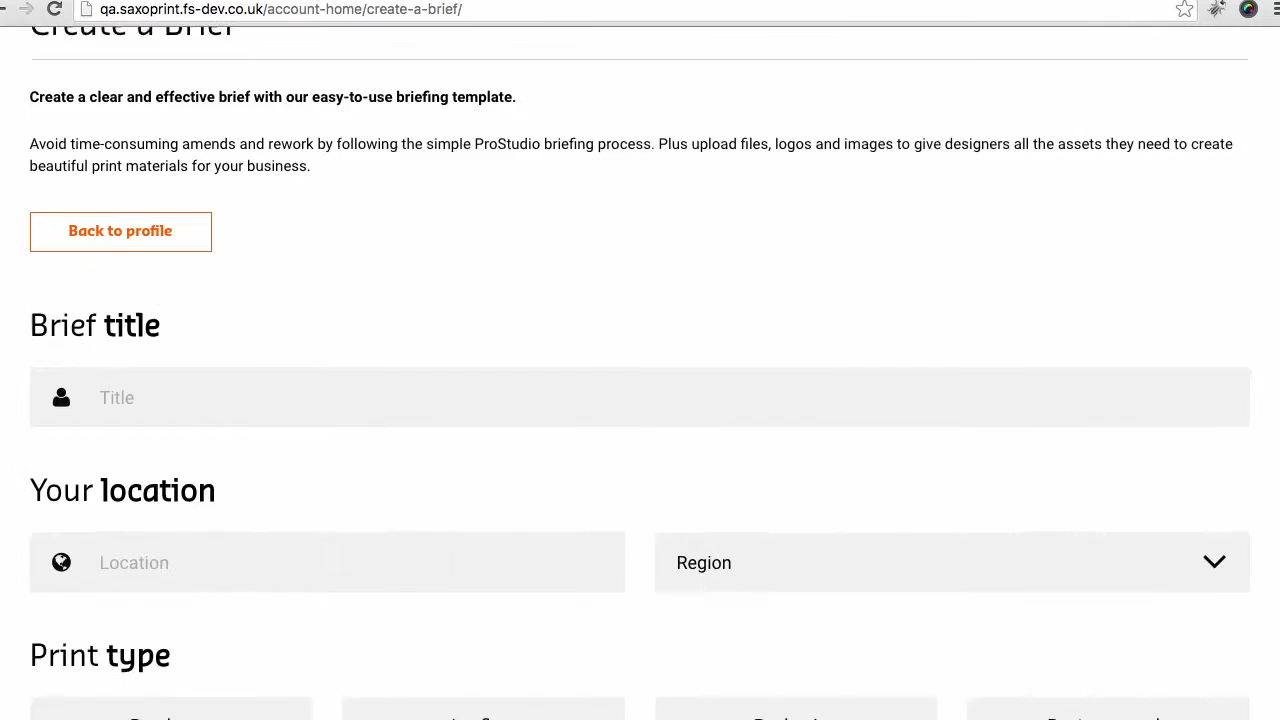 qa.saxoprint.fs-dev.co.uk/account-home/create-a-brief/
Create a Brief
Create a clear and effective brief with our easy-to-use briefing template.
Avoid time-consuming amends and rework by following the simple ProStudio briefing process. Plus upload files, logos and images to give designers all the assets they need to create
beautiful print materials for your business.
Back to profile
Brief title
Title
Your location
Location
Region
Print type